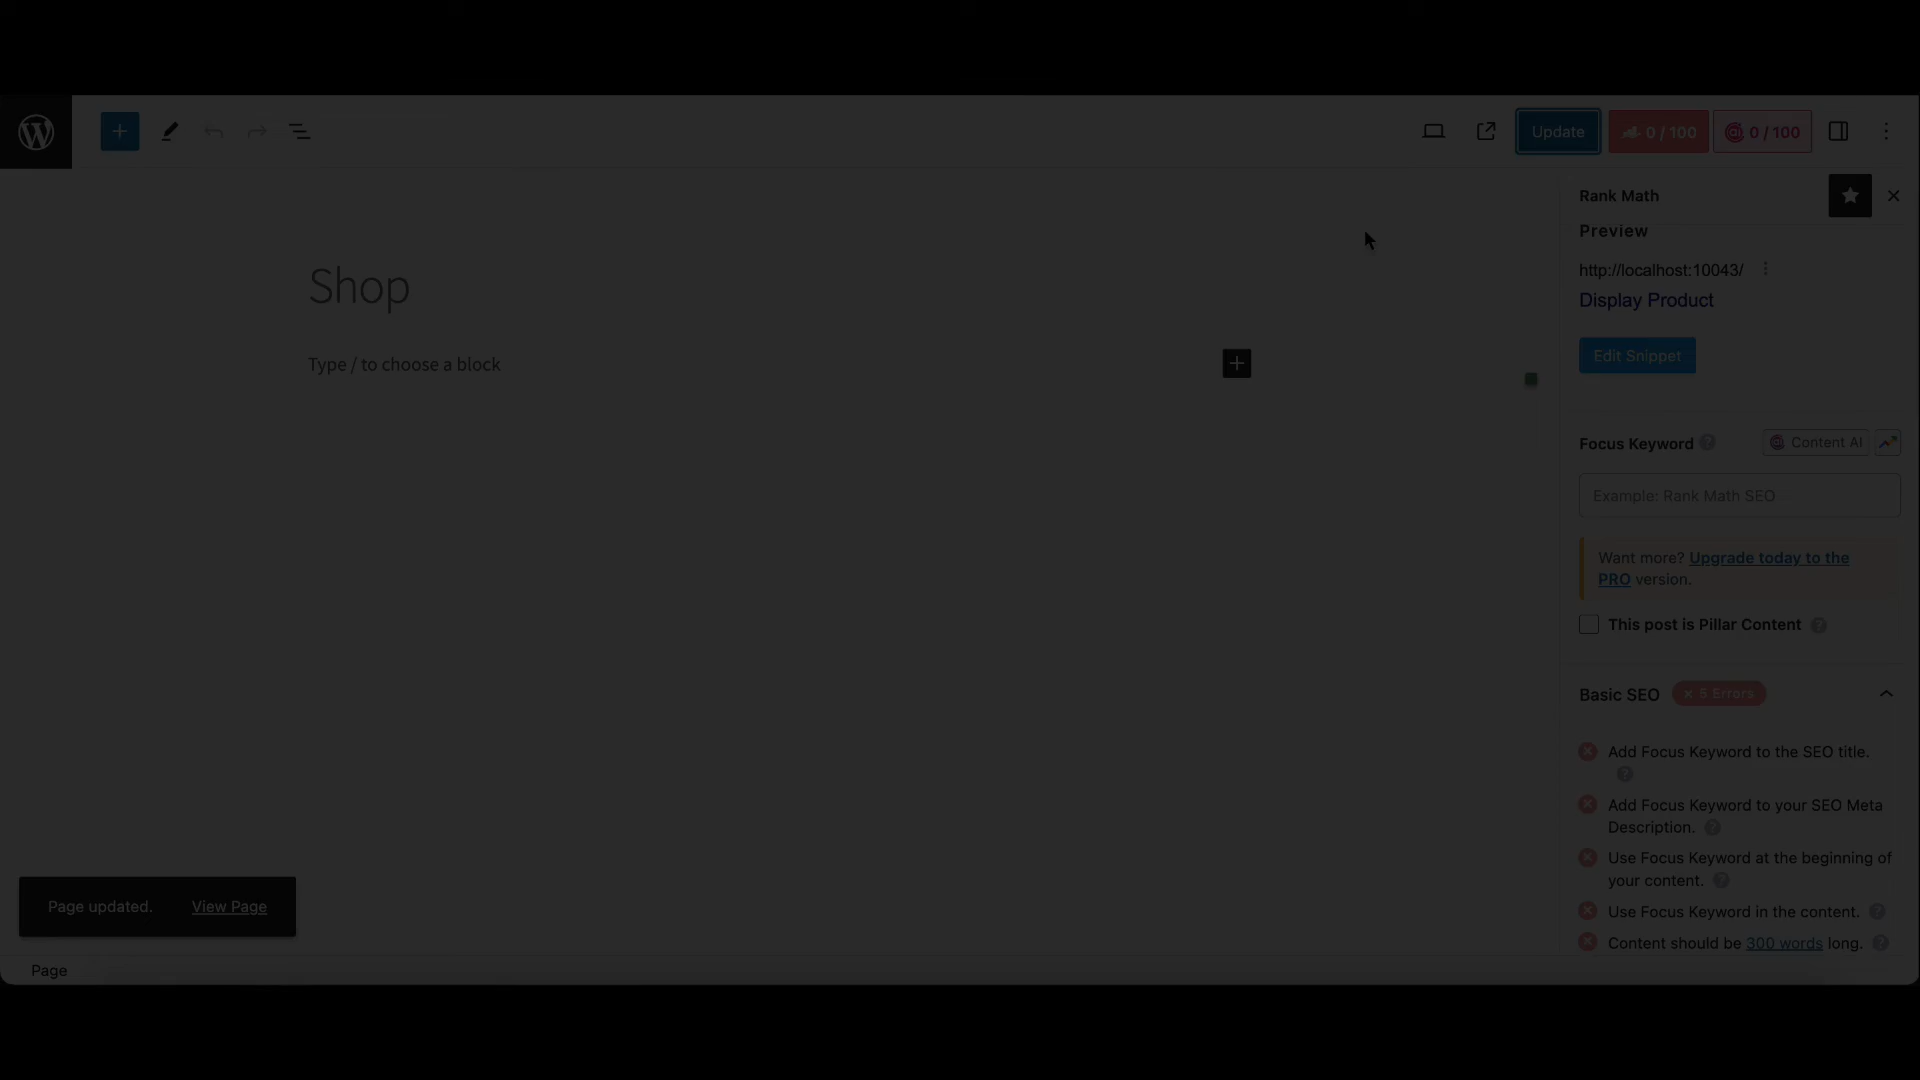 Update
0 / 100
0 / 100
Rank Math
Preview
http://localhost:10043/
Display Product
Edit Snippet
Shop
Type / to choose a block
Focus Keyword
Content AI
Example: Rank Math SEO
Want more? Upgrade today to the
PRO version.
This post is Pillar Content
Basic SEO
× 5 Errors
Add Focus Keyword to the SEO title.
Add Focus Keyword to your SEO Meta
Description.
Use Focus Keyword at the beginning of
your content.
Use Focus Keyword in the content.
Content should be 300 words long.
Page updated.
View Page
Page